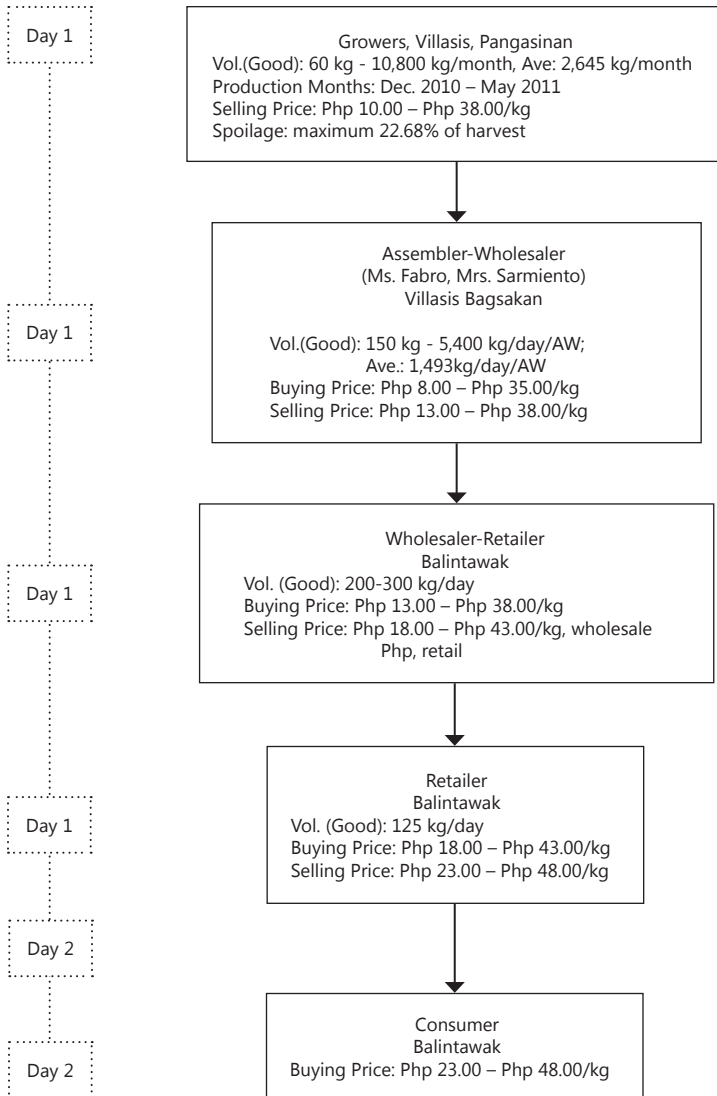 Day 1
Growers, Villasis, Pangasinan
Vol.(Good): 60 kg - 10,800 kg/month, Ave: 2,645 kg/month
Production Months: Dec. 2010 – May 2011
Selling Price: Php 10.00 – Php 38.00/kg
Spoilage: maximum 22.68% of harvest
Day 1
Assembler-Wholesaler
(Ms. Fabro, Mrs. Sarmiento)
Villasis Bagsakan
Vol.(Good): 150 kg - 5,400 kg/day/AW;
Ave.: 1,493kg/day/AW
Buying Price: Php 8.00 – Php 35.00/kg
Selling Price: Php 13.00 – Php 38.00/kg
Day 1
Wholesaler-Retailer
Balintawak
Vol. (Good): 200-300 kg/day
Buying Price: Php 13.00 – Php 38.00/kg
Selling Price: Php 18.00 – Php 43.00/kg, wholesale
Php, retail
Day 1
Retailer
Balintawak
Vol. (Good): 125 kg/day
Buying Price: Php 18.00 – Php 43.00/kg
Selling Price: Php 23.00 – Php 48.00/kg
Day 2
Day 2
Consumer
Balintawak
Buying Price: Php 23.00 – Php 48.00/kg